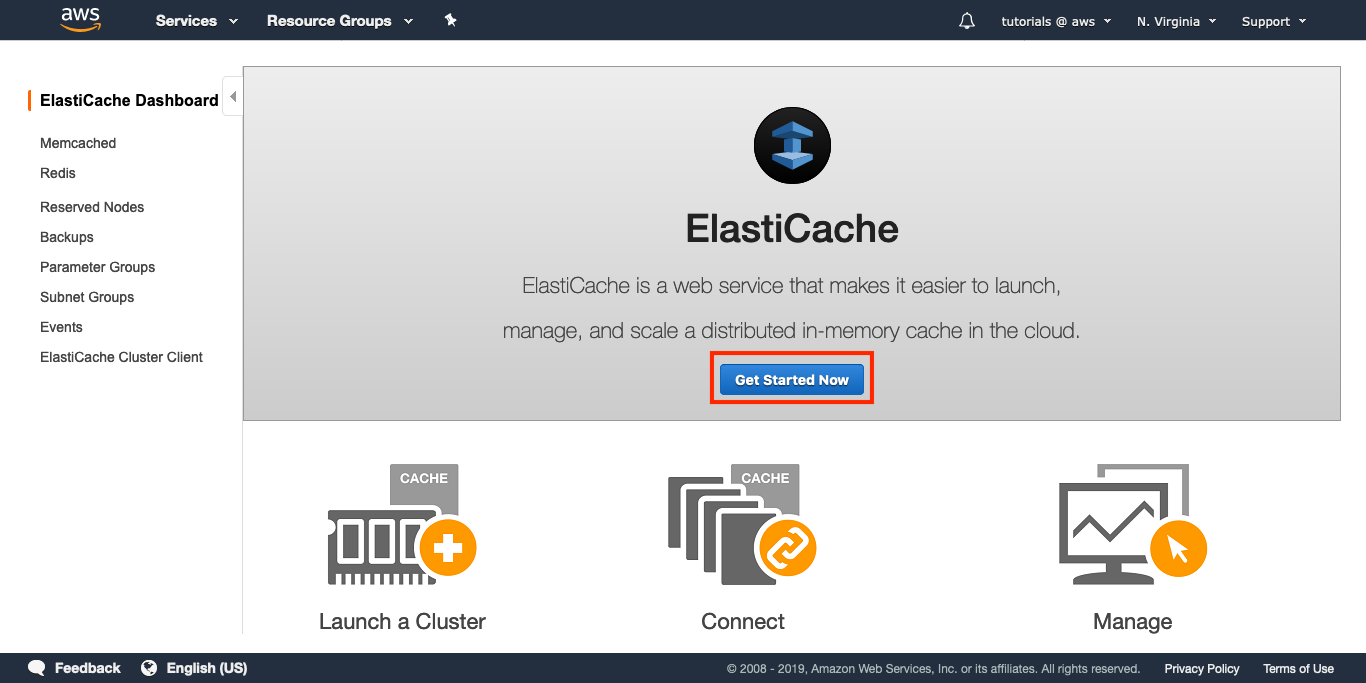 aws
Services
Resource Groups
tutorials @ aws
N. Virginia
Support
ElastiCache Dashboard
Memcached
Redis
Reserved Nodes
Backups
Parameter Groups
Subnet Groups
Events
ElastiCache Cluster Client
ElastiCache
ElastiCache is a web service that makes it easier to launch,
manage, and scale a distributed in-memory cache in the cloud.
Get Started Now
CACHE
CACHE
Launch a Cluster
Connect
Manage
Feedback
English (US)
© 2008 - 2019, Amazon Web Services, Inc. or its affiliates. All rights reserved.
Privacy Policy
Terms of Use